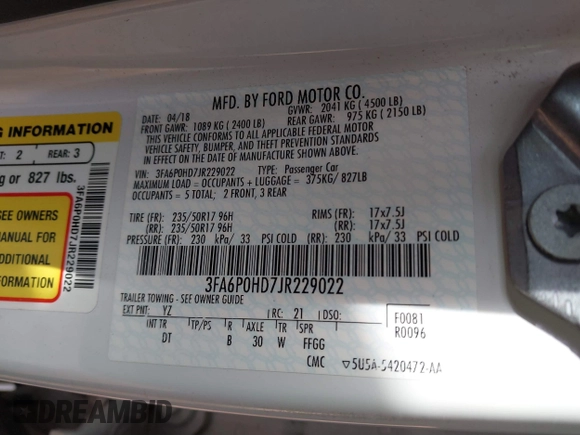 MFD. BY FORD MOTOR CO.
DATE: 04/18 GVWR: 2041 KG ( 4500 LB)
FRONT GAWR: 1089 KG ( 2400 LB) REAR GAWR: 975 KG ( 2150 LB)
THIS VEHICLE CONFORMS TO ALL APPLICABLE FEDERAL MOTOR
VEHICLE SAFETY, BUMPER, AND THEFT PREVENTION STANDARDS
IN EFFECT ON THE DATE OF MANUFACTURE SHOWN ABOVE.
VIN: 3FA6P0HD7JR229022 TYPE: Passenger Car
MAXIMUM LOAD = OCCUPANTS + LUGGAGE = 375KG/ 827LB
OCCUPANTS = 5 TOTAL; 2 FRONT, 3 REAR
TIRE (FR): 235/50R17 96H RIMS (FR): 17x7.5J
(RR): 235/50R17 96H (RR): 17x7.5J
PRESSURE (FR): 230 kPa/ 33 PSI COLD (RR): 230 kPa/ 33 PSI COLD
3FA6P0HD7JR229022
TRAILER TOWING - SEE OWNER GUIDE
EXT PNT: YZ RC: 21 DSO: F0081
R0096
INT TR TP/PS R AXLE TR SPR
DT B 30 W FFGG
CMC 5U5A-5420472-AA
G INFORMATION
: 2 REAR: 3
g or 827 lbs.
SEE OWNERS
MANUAL FOR
ADDITIONAL
INFORMATION
3FA6P0HD7JR229022
DREAMBID